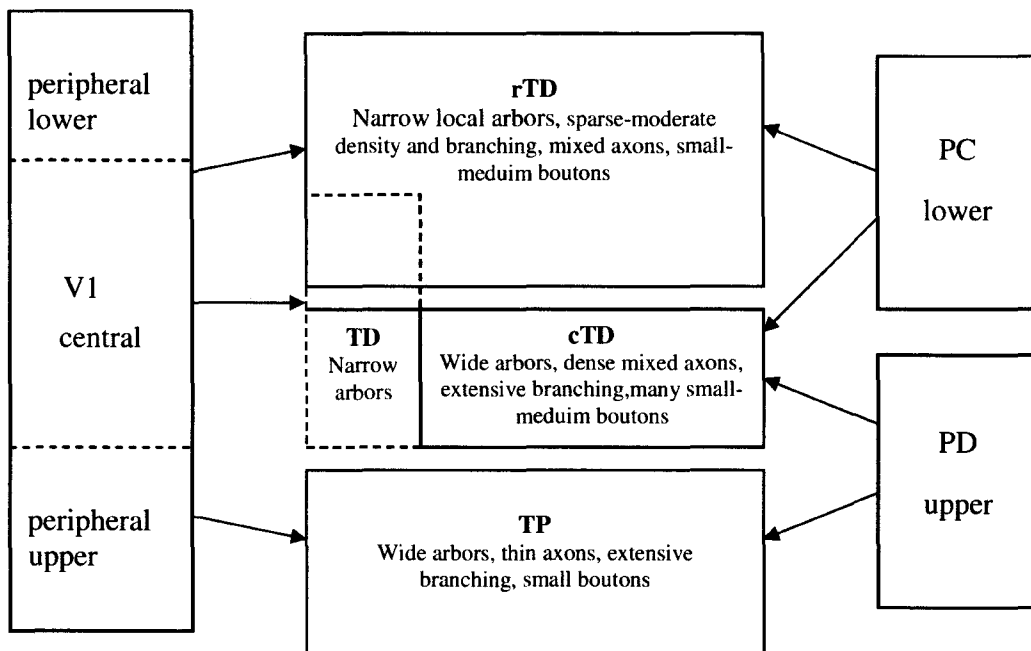 peripheral
lower
V1
central
peripheral
upper
rTD
Narrow local arbors, sparse-moderate
density and branching, mixed axons, small-
meduim boutons
TD
Narrow
arbors
cTD
Wide arbors, dense mixed axons,
extensive branching,many small-
meduim boutons
TP
Wide arbors, thin axons, extensive
branching, small boutons
PC
lower
PD
upper